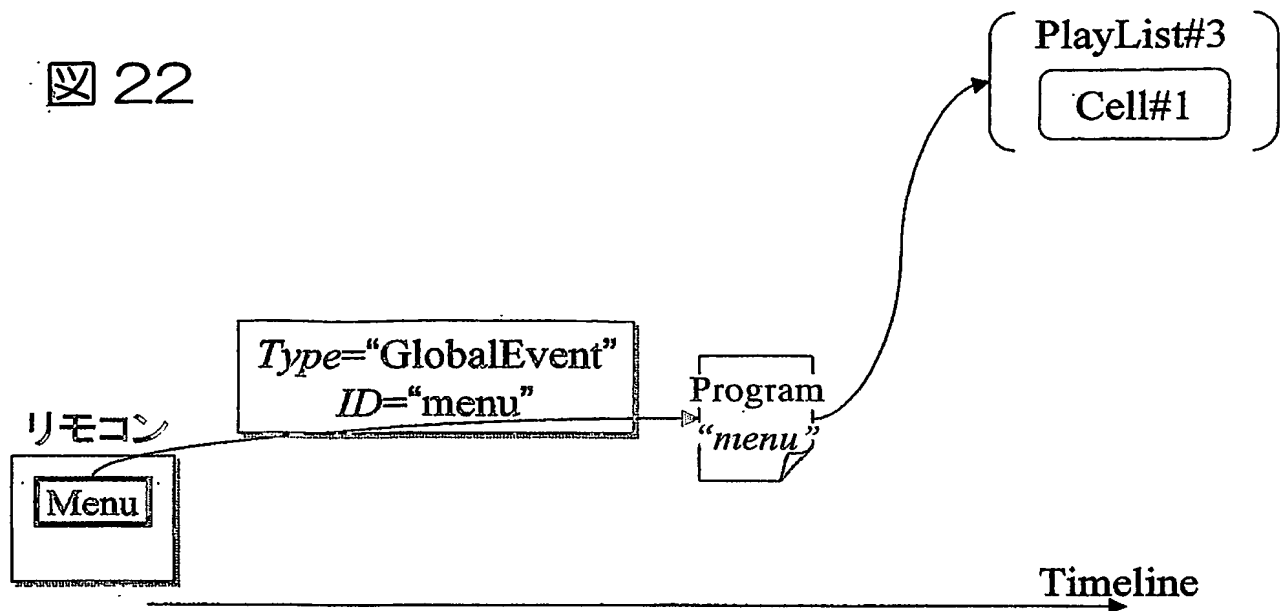 図 22
PlayList#3
Cell#1
Type=“GlobalEvent”
ID=“menu”
Program
“menu”
リモコン
Menu
Timeline